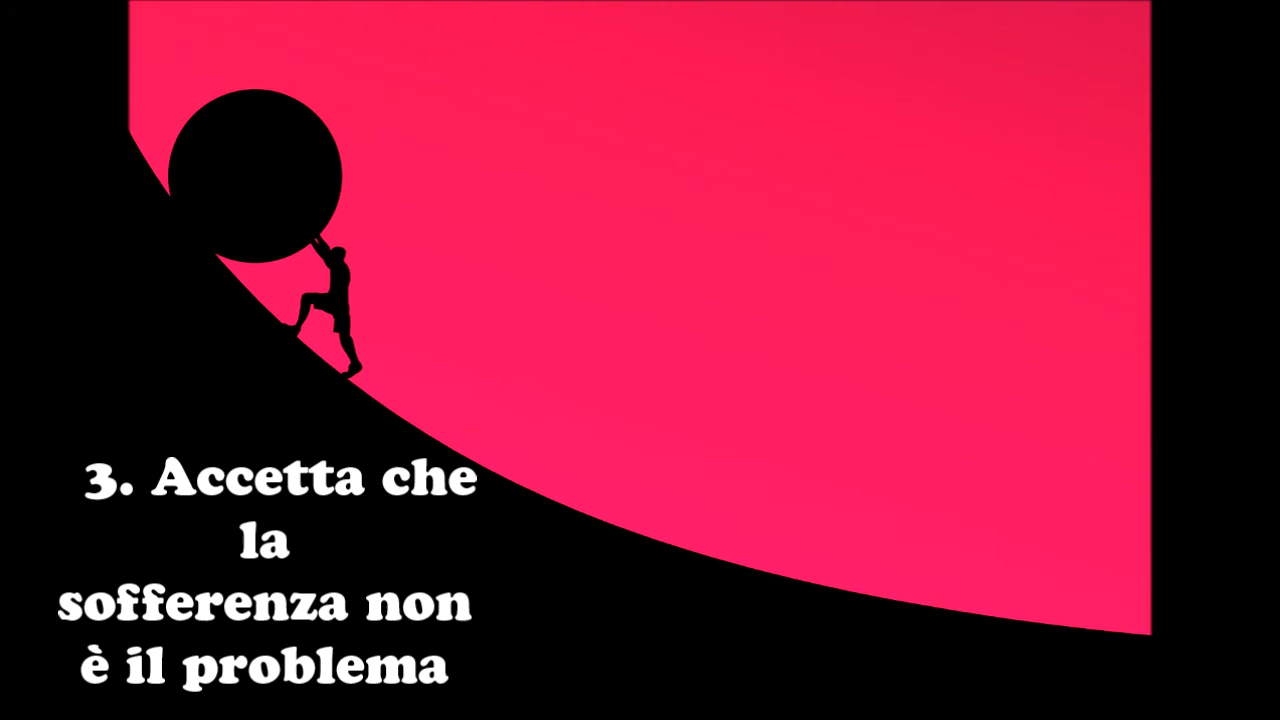 3. Accetta che
la
sofferenza non
è il problema